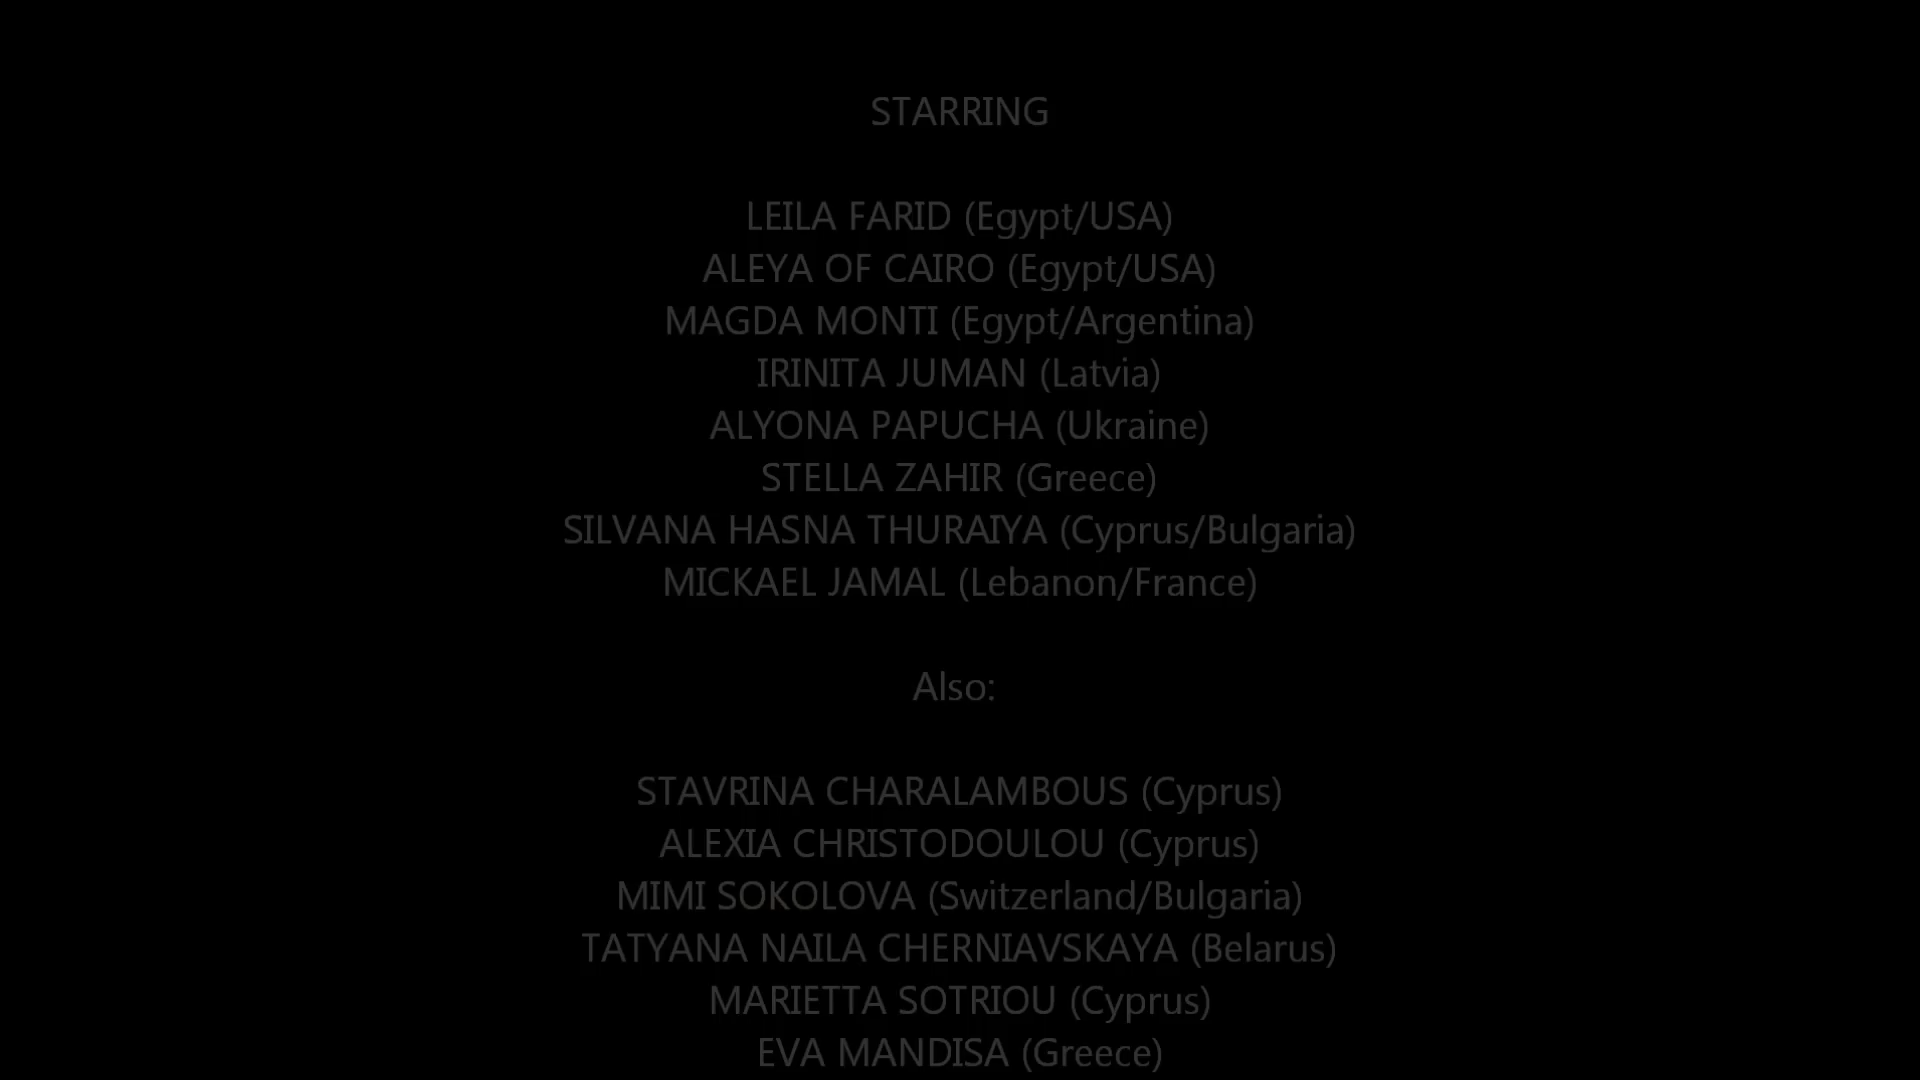 STARRING
LEILA FARID (Egypt/USA)
ALEYA OF CAIRO (Egypt/USA)
MAGDA MONTI (Egypt/Argentina)
IRINITA JUMAN (Latvia)
ALYONA PAPUCHA (Ukraine)
STELLA ZAHIR (Greece)
SILVANA HASNA THURAIYA (Cyprus/Bulgaria)
MICKAEL JAMAL (Lebanon/France)
Also:
STAVRINA CHARALAMBOUS (Cyprus)
ALEXIA CHRISTODOULOU (Cyprus)
MIMI SOKOLOVA (Switzerland/Bulgaria)
TATYANA NAILA CHERNIAVSKAYA (Belarus)
MARIETTA SOTRIOU (Cyprus)
EVA MANDISA (Greece)